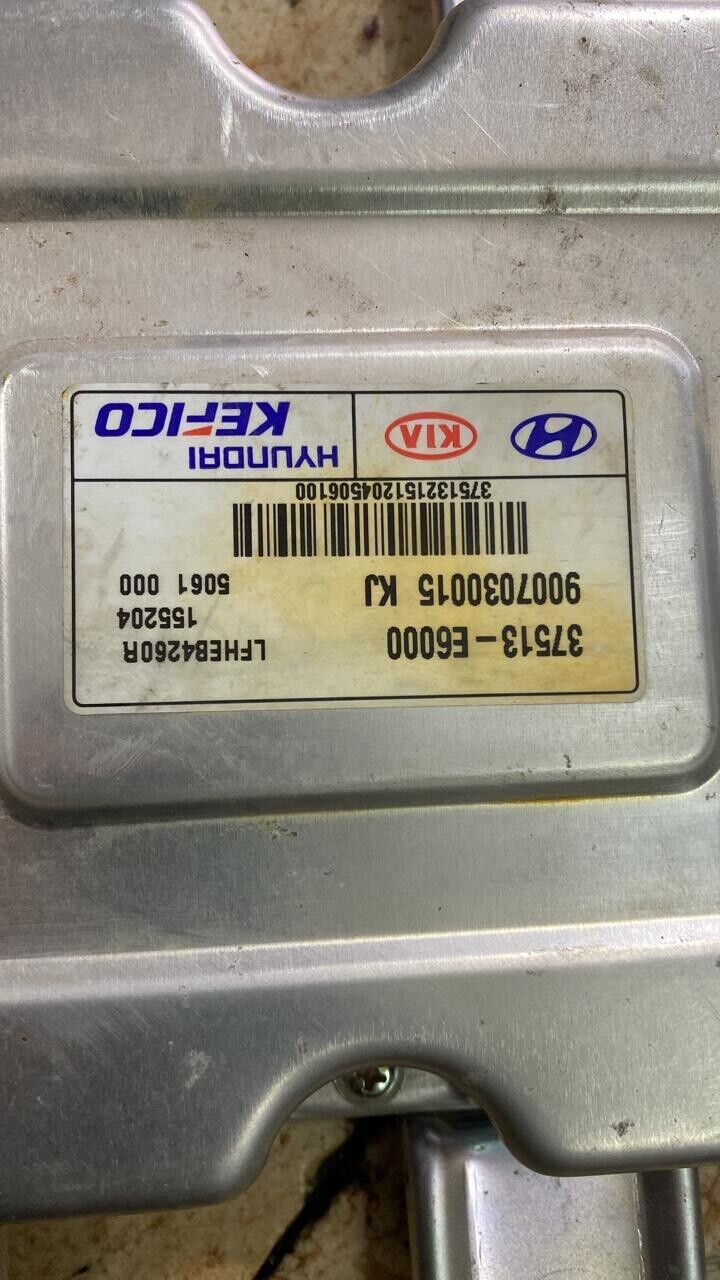 37513-E6000 LFHEB4260R
155204
9007030015 KJ 5061 000
375132151204506100
KIA
HYUNDAI
KEFICO